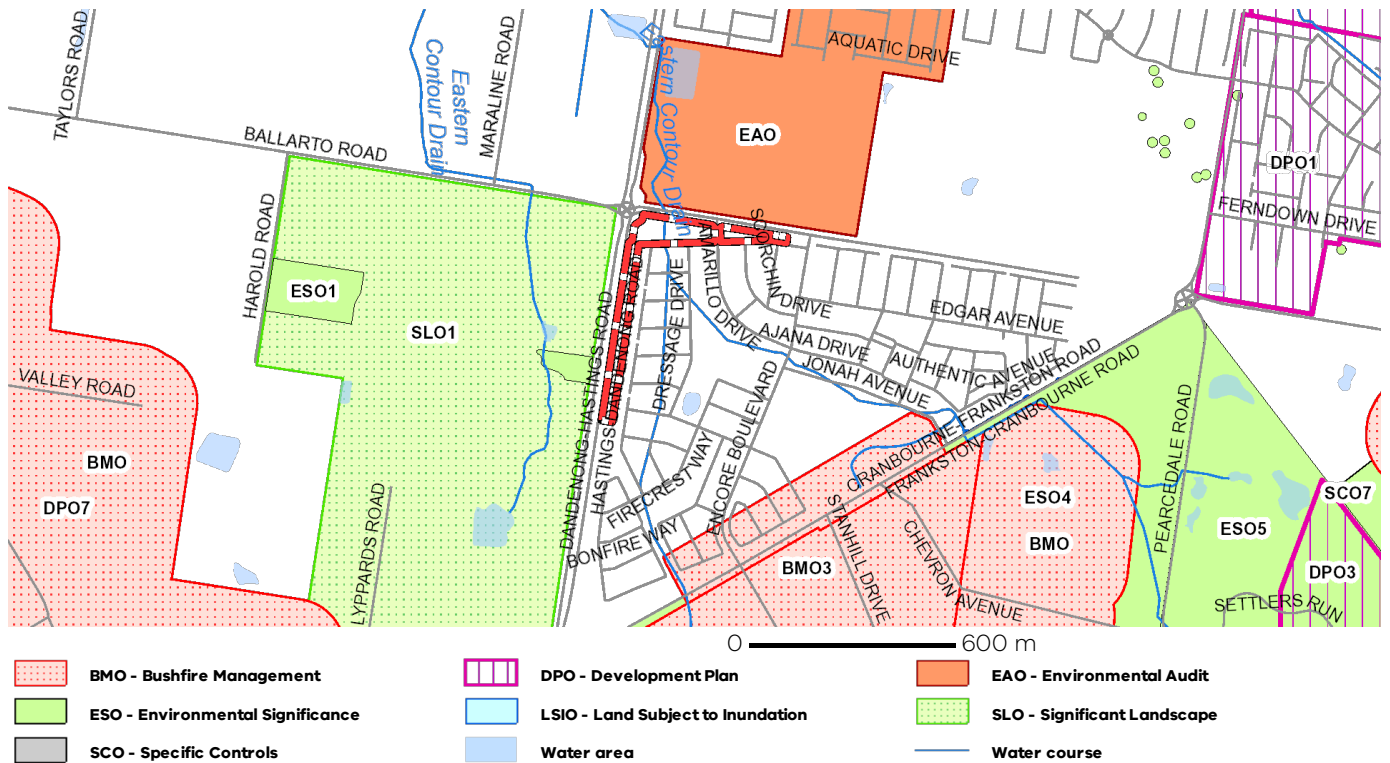 TAYLORS ROAD
Eastern
Contour Drain
MARALINE ROAD
Eastern Contour Drain
AQUATIC DRIVE
EAO
BALLARTO ROAD
DPO1
FERNDOWN DRIVE
HAROLD ROAD
ESO1
SLO1
SCORCHIN DRIVE
AMARILLO DRIVE
EDGAR AVENUE
AJANA DRIVE
JONAH AVENUE
AUTHENTIC AVENUE
DRESSAGE DRIVE
DANDENONG-HASTINGS ROAD
HASTINGS-DANDENONG ROAD
VALLEY ROAD
BMO
DPO7
LYPPARDS ROAD
FIRECREST WAY
BONFIRE WAY
ENCORE BOULEVARD
CRANBOURNE-FRANKSTON ROAD
FRANKSTON-CRANBOURNE ROAD
PEARCEDALE ROAD
STANHILL DRIVE
CHEVRON AVENUE
BMO3
ESO4
BMO
ESO5
SCO7
DPO3
SETTLERS RUN
0 600 m
BMO - Bushfire Management
DPO - Development Plan
EAO - Environmental Audit
ESO - Environmental Significance
LSIO - Land Subject to Inundation
SLO - Significant Landscape
SCO - Specific Controls
Water area
Water course